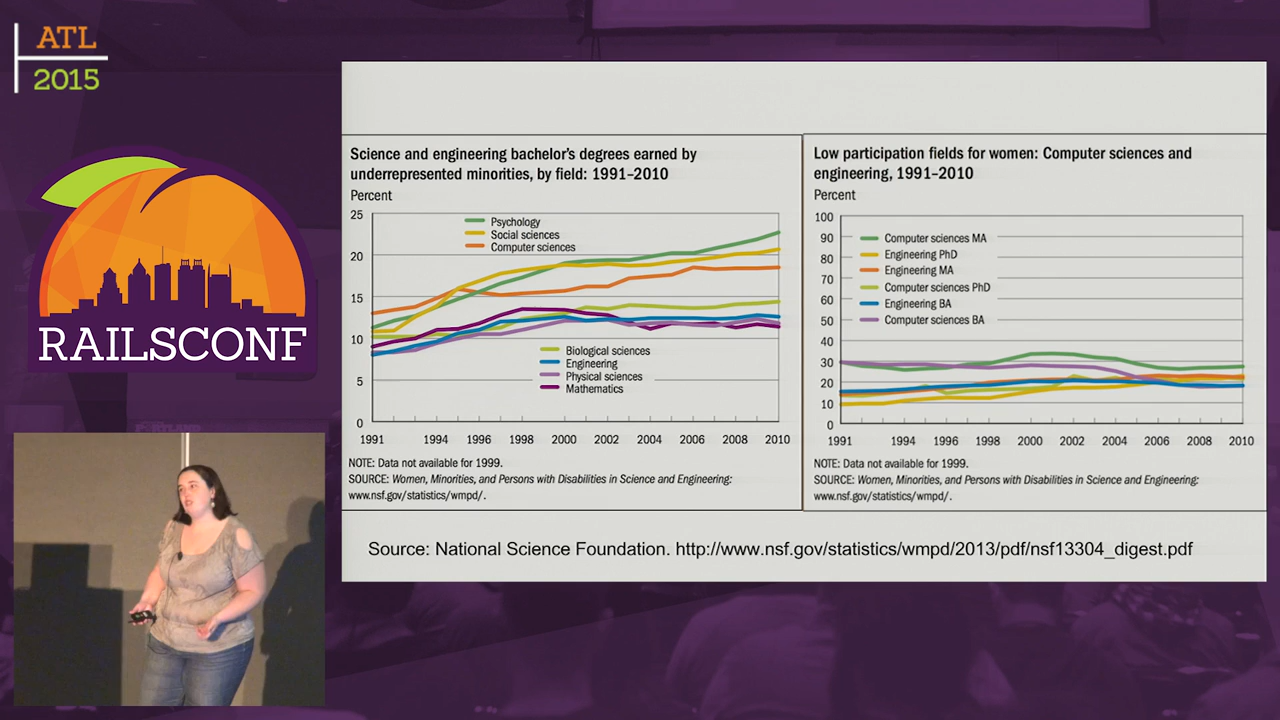 ATL
2015
RAILSCONF
Science and engineering bachelor's degrees earned by
underrepresented minorities, by field: 1991–2010
Percent
25
20
15
10
5
0
Psychology
Social sciences
Computer sciences
Biological sciences
Engineering
Physical sciences
Mathematics
1991 1994 1996 1998 2000 2002 2004 2006 2008 2010
NOTE: Data not available for 1999.
SOURCE: Women, Minorities, and Persons with Disabilities in Science and Engineering:
www.nsf.gov/statistics/wmpd/.
Low participation fields for women: Computer sciences and
engineering, 1991–2010
Percent
100
90
80
70
60
50
40
30
20
10
0
Computer sciences MA
Engineering PhD
Engineering MA
Computer sciences PhD
Engineering BA
Computer sciences BA
1991 1994 1996 1998 2000 2002 2004 2006 2008 2010
NOTE: Data not available for 1999.
SOURCE: Women, Minorities, and Persons with Disabilities in Science and Engineering:
www.nsf.gov/statistics/wmpd/.
Source: National Science Foundation. http://www.nsf.gov/statistics/wmpd/2013/pdf/nsf13304_digest.pdf